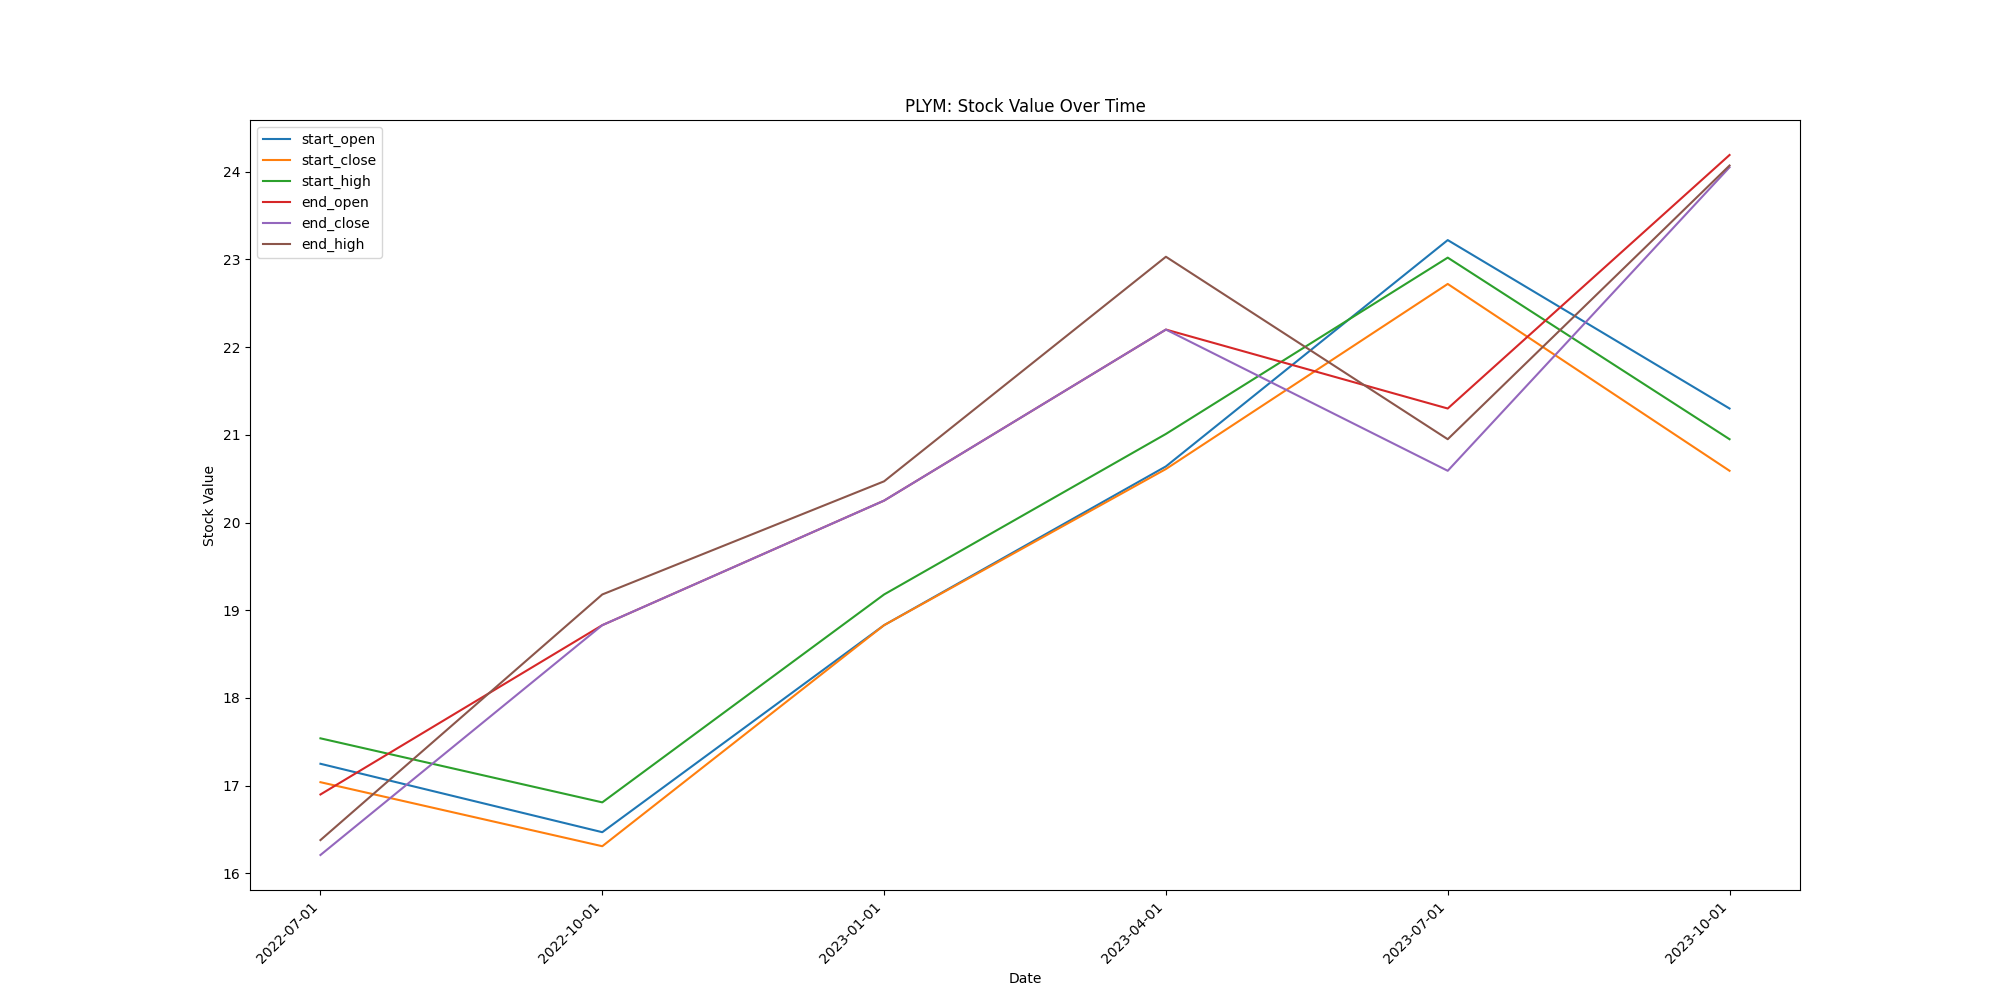 PLYM: Stock Value Over Time
start_open
start_close
start_high
end_open
end_close
end_high
24
23
22
21
20
19
18
17
16
Stock Value
2022-07-01
2022-10-01
2023-01-01
2023-04-01
2023-07-01
2023-10-01
Date